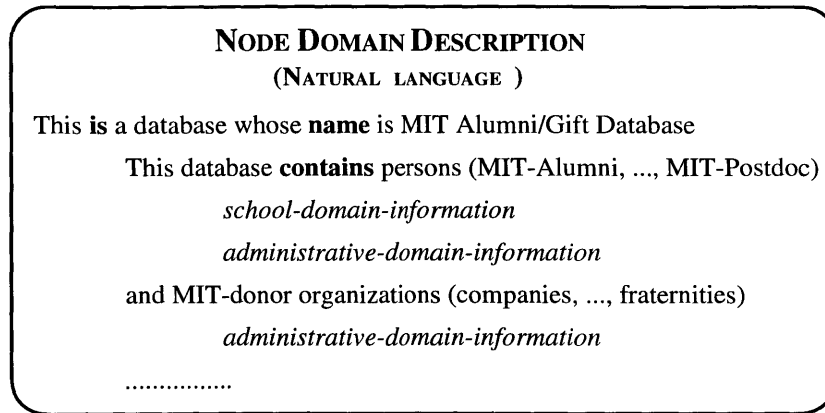 NODE DOMAIN DESCRIPTION
(NATURAL LANGUAGE )
This is a database whose name is MIT Alumni/Gift Database
This database contains persons (MIT-Alumni, ..., MIT-Postdoc)
school-domain-information
administrative-domain-information
and MIT-donor organizations (companies, ..., fraternities)
administrative-domain-information
................